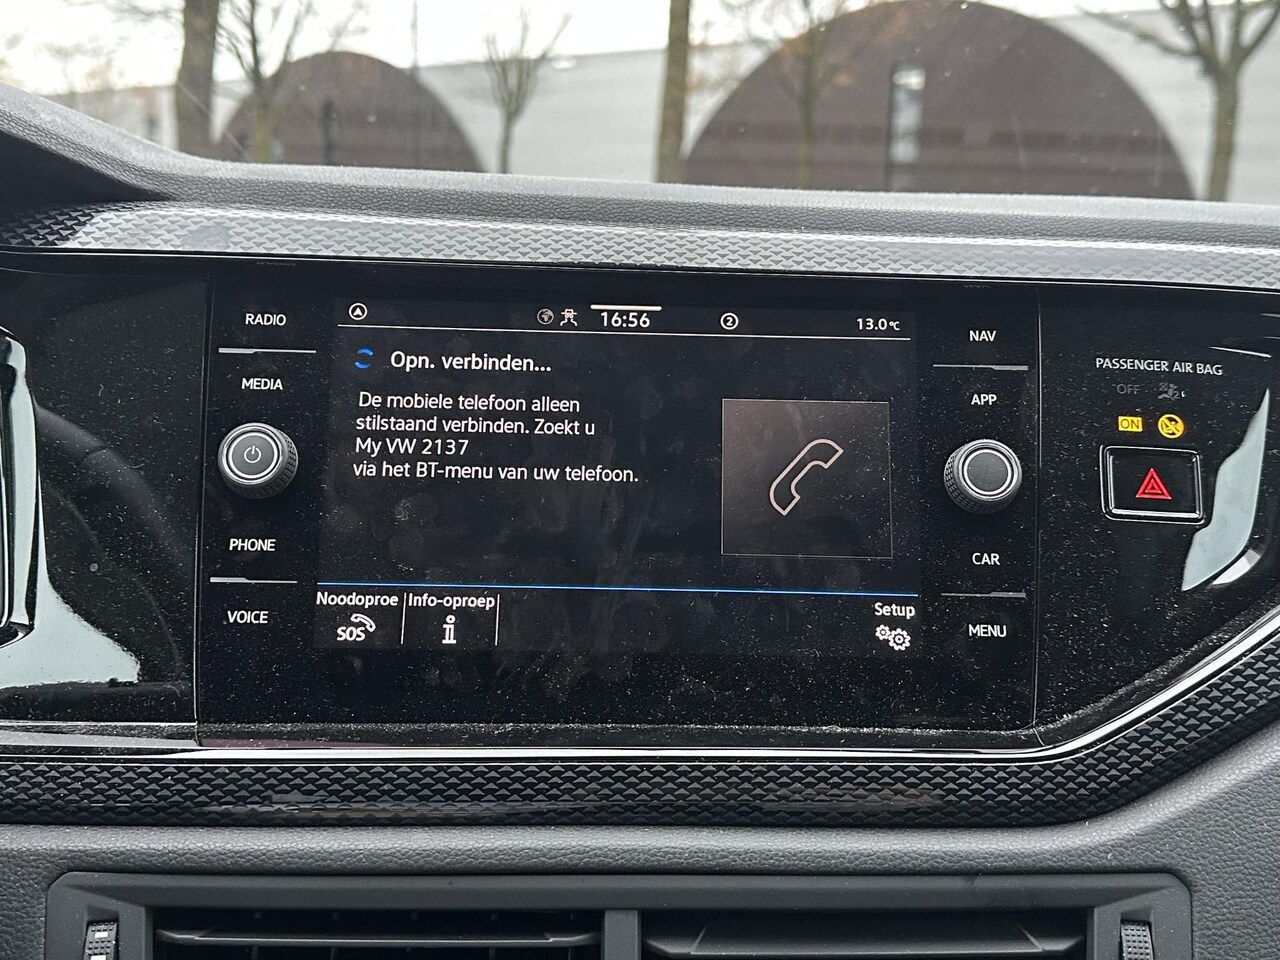 RADIO
MEDIA
PHONE
VOICE
16:56
2
13.0°C
Opn. verbinden...
De mobiele telefoon alleen
stilstaand verbinden. Zoekt u
My VW 2137
via het BT-menu van uw telefoon.
Noodoproe
SOS
Info-oproep
i
Setup
NAV
APP
CAR
MENU
PASSENGER AIR BAG
OFF
ON